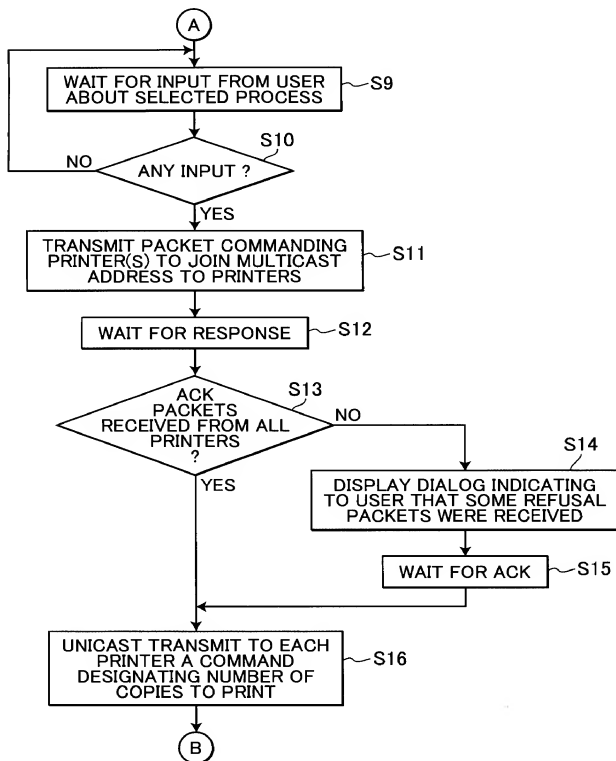 A
WAIT FOR INPUT FROM USER
ABOUT SELECTED PROCESS
S9
S10
ANY INPUT ?
NO
YES
TRANSMIT PACKET COMMANDING
PRINTER(S) TO JOIN MULTICAST
ADDRESS TO PRINTERS
S11
WAIT FOR RESPONSE
S12
S13
ACK
PACKETS
RECEIVED FROM ALL
PRINTERS
?
NO
YES
S14
DISPLAY DIALOG INDICATING
TO USER THAT SOME REFUSAL
PACKETS WERE RECEIVED
WAIT FOR ACK
S15
UNICAST TRANSMIT TO EACH
PRINTER A COMMAND
DESIGNATING NUMBER OF
COPIES TO PRINT
S16
B